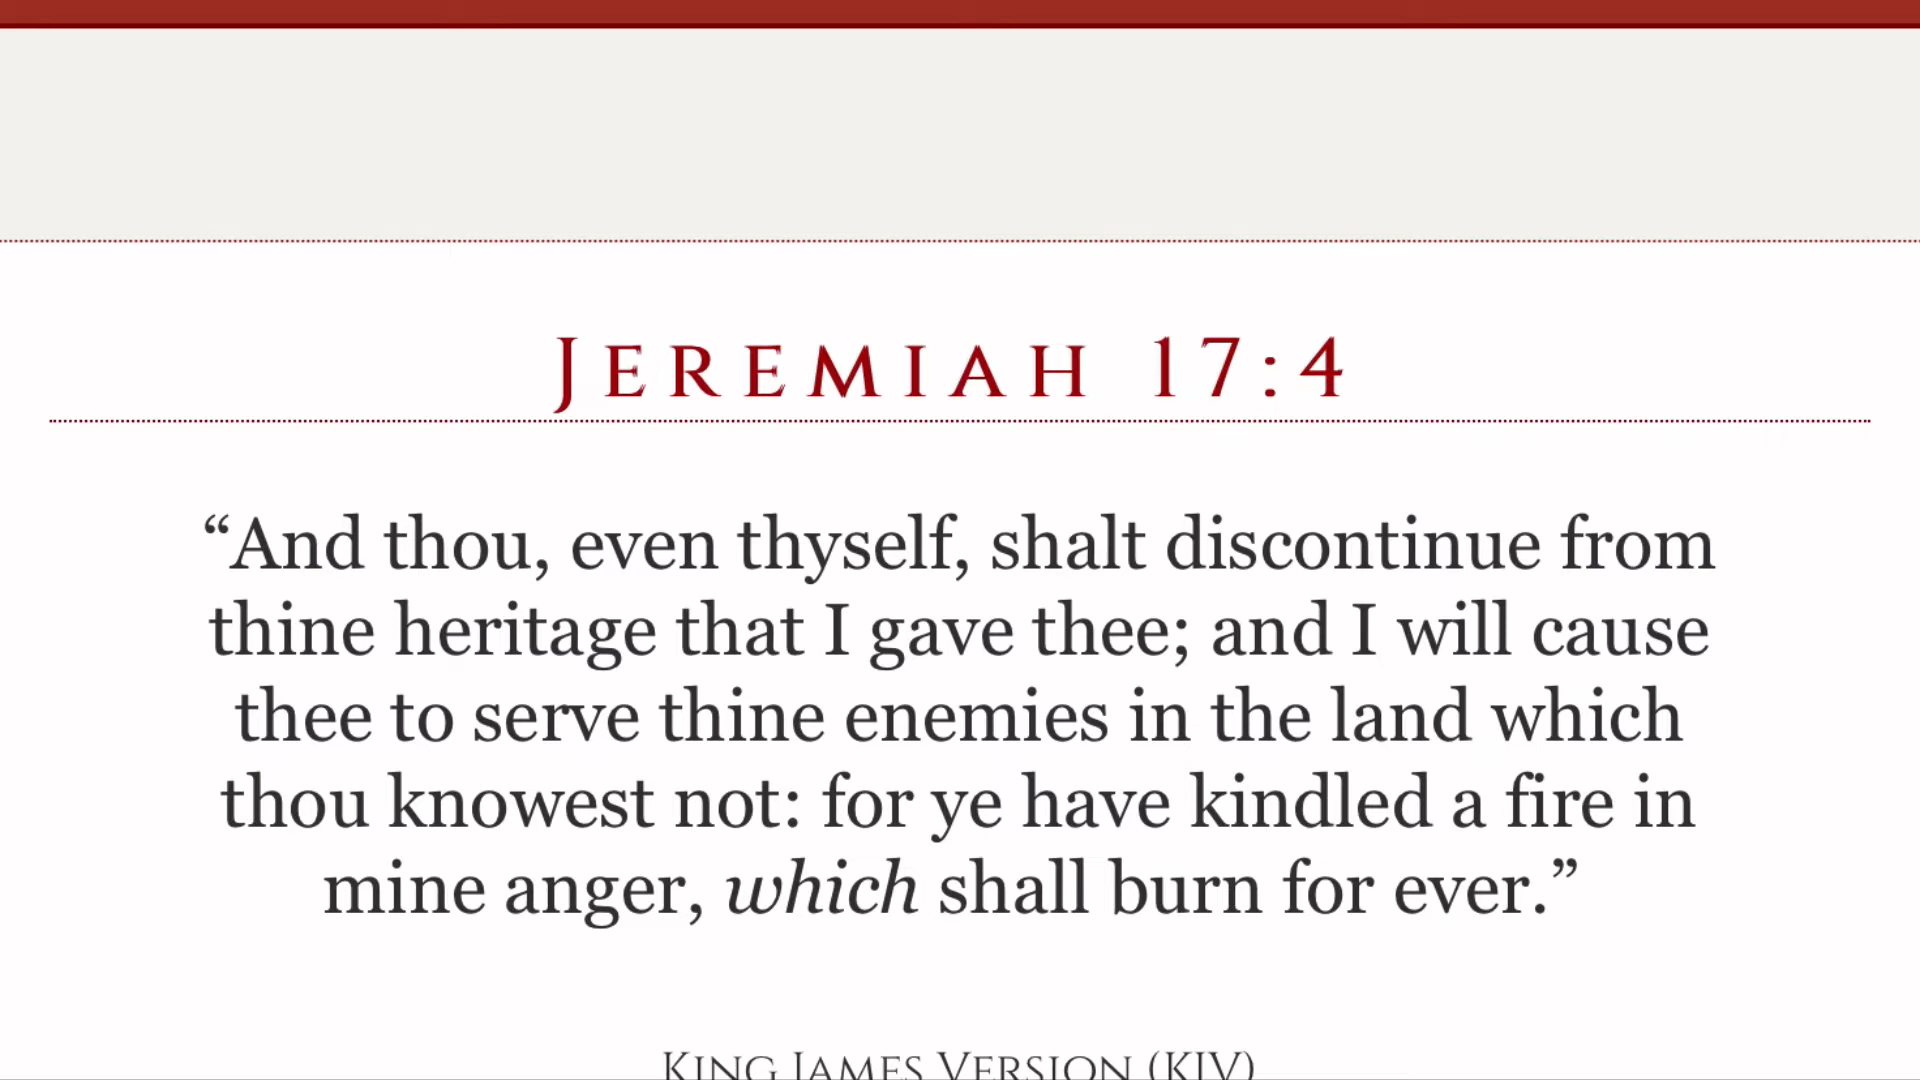 Jeremiah 17:4
“And thou, even thyself, shalt discontinue from
thine heritage that I gave thee; and I will cause
thee to serve thine enemies in the land which
thou knowest not: for ye have kindled a fire in
mine anger, which shall burn for ever.”
King James Version (KJV)